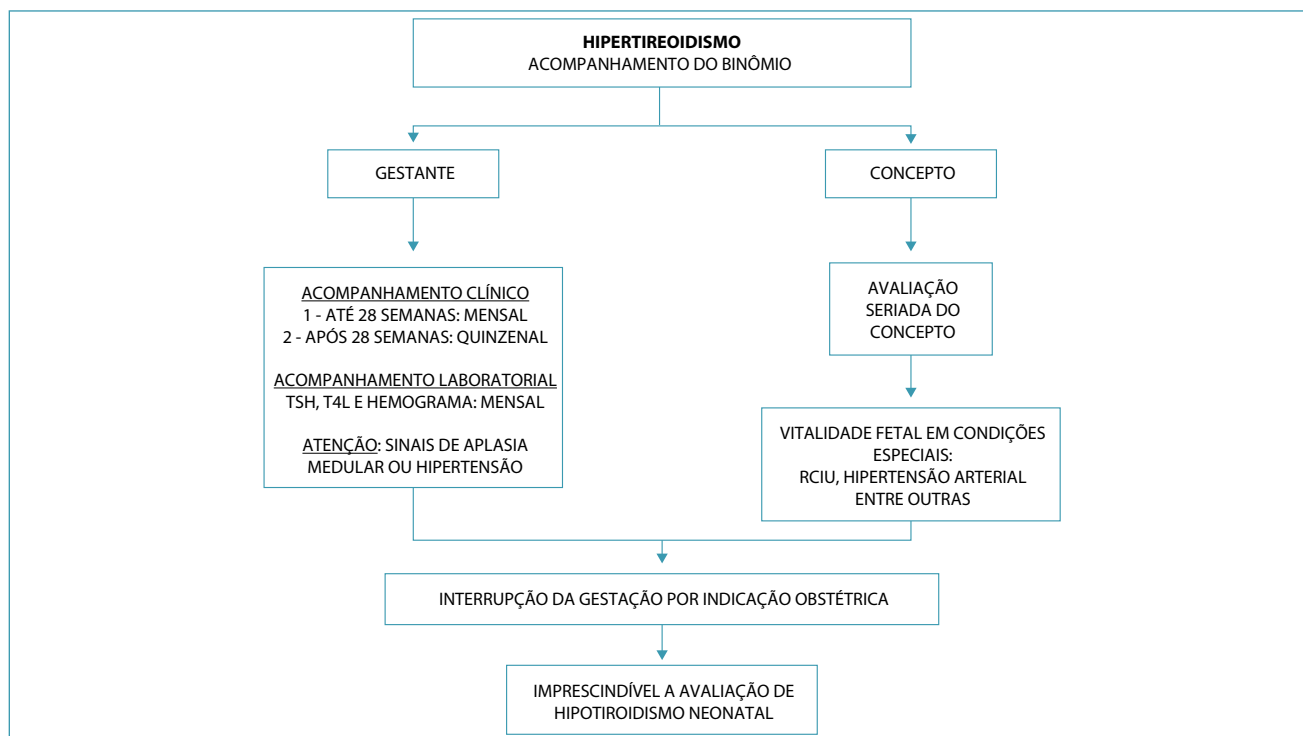 HIPERTIREOIDISMO
ACOMPANHAMENTO DO BINÔMIO
GESTANTE
CONCEPTO
ACOMPANHAMENTO CLÍNICO
1 - ATÉ 28 SEMANAS: MENSAL
2 - APÓS 28 SEMANAS: QUINZENAL
ACOMPANHAMENTO LABORATORIAL
TSH, T4L E HEMOGRAMA: MENSAL
ATENÇÃO: SINAIS DE APLASIA
MEDULAR OU HIPERTENSÃO
AVALIAÇÃO
SERIADA DO
CONCEPTO
VITALIDADE FETAL EM CONDIÇÕES
ESPECIAIS:
RCIU, HIPERTENSÃO ARTERIAL
ENTRE OUTRAS
INTERRUPÇÃO DA GESTAÇÃO POR INDICAÇÃO OBSTÉTRICA
IMPRESCINDÍVEL A AVALIAÇÃO DE
HIPOTIROIDISMO NEONATAL